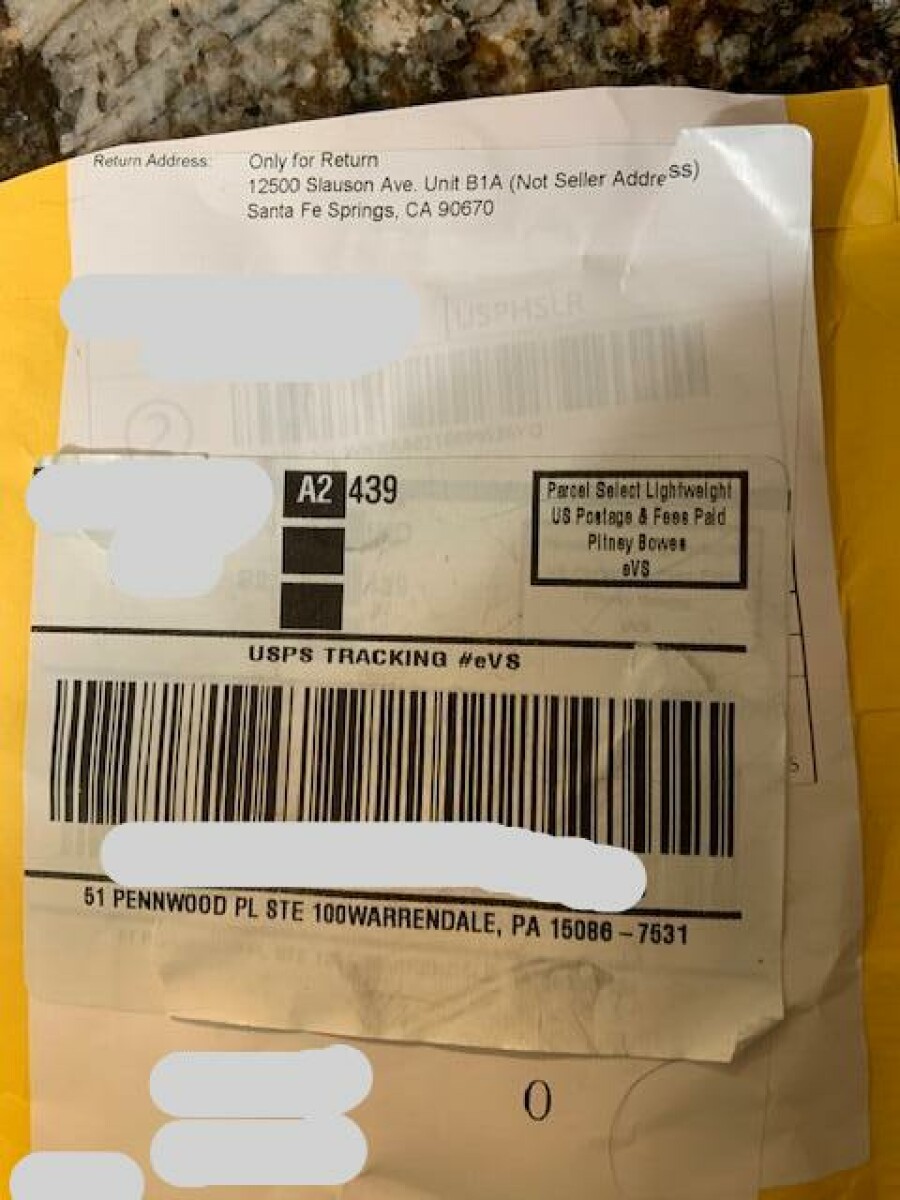 Return Address: Only for Return
12500 Slauson Ave. Unit B1A (Not Seller Address)
Santa Fe Springs, CA 90670
USPHSLR
2
A2 439
Parcel Select Lightweight
US Postage & Fees Paid
Pitney Bowes
eVS
USPS TRACKING #eVS
51 PENNWOOD PL STE 100WARRENDALE, PA 15086-7531
0